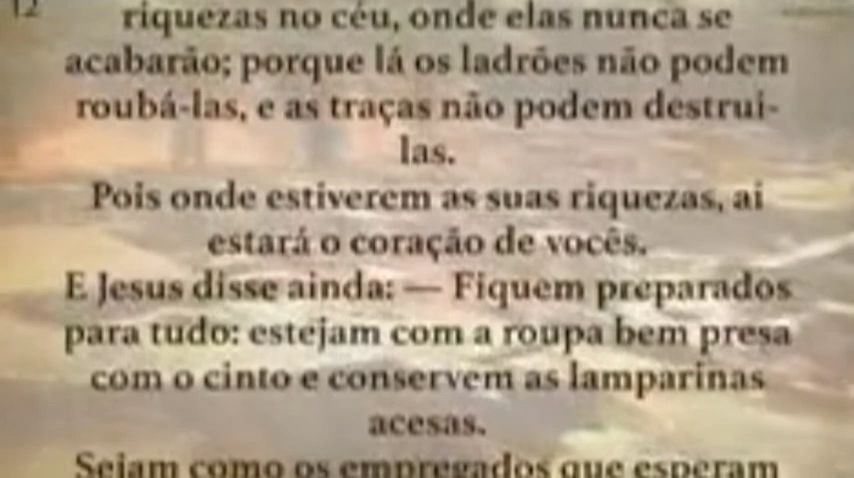 12
riquezas no céu, onde elas nunca se
acabarão; porque lá os ladrões não podem
roubá-las, e as traças não podem destruí-
las.
Pois onde estiverem as suas riquezas, aí
estará o coração de vocês.
E Jesus disse ainda: — Fiquem preparados
para tudo: estejam com a roupa bem presa
com o cinto e conservem as lamparinas
acesas.
Sejam como os empregados que esperam